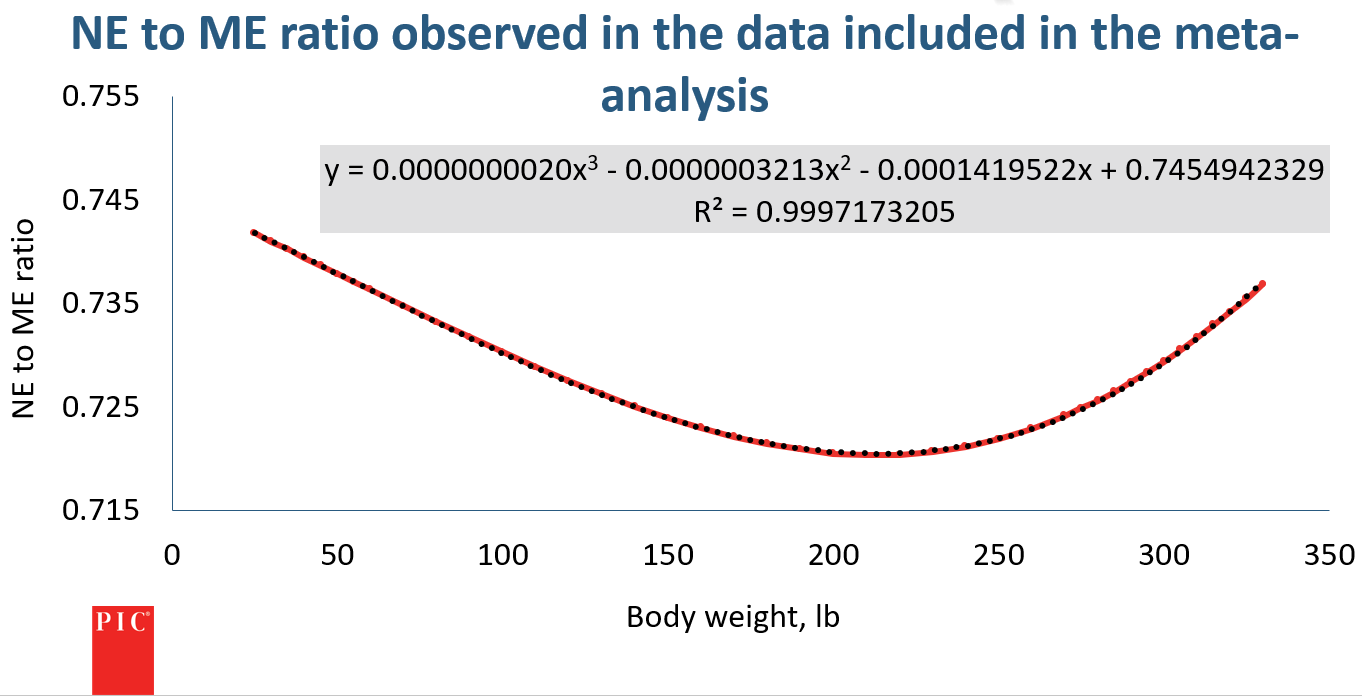 NE to ME ratio observed in the data included in the meta-
analysis
0.755
y = 0.0000000020x³ - 0.0000003213x² - 0.0001419522x + 0.7454942329
R² = 0.9997173205
0.745
0.735
0.725
0.715
NE to ME ratio
0 50 100 150 200 250 300 350
Body weight, lb
PIC®